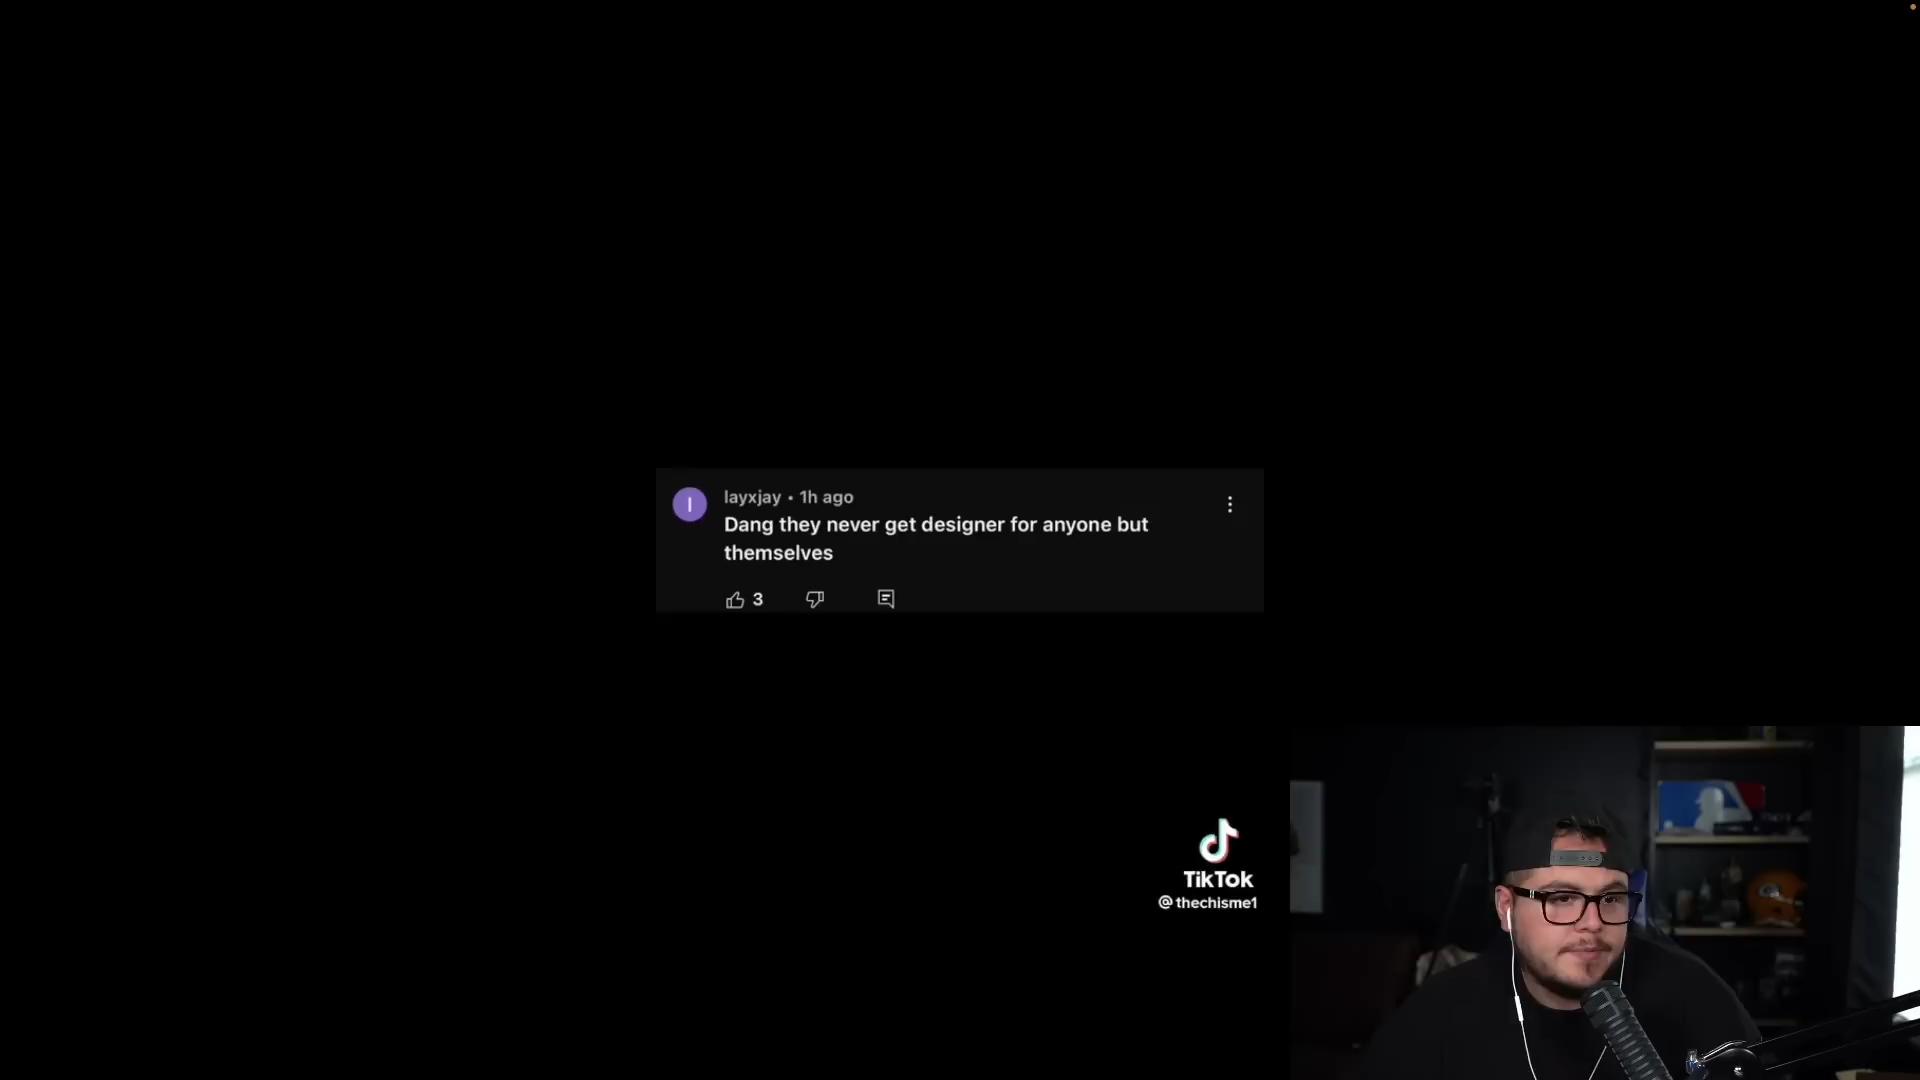 I
layxjay • 1h ago
Dang they never get designer for anyone but
themselves
3
TikTok
@thechisme1